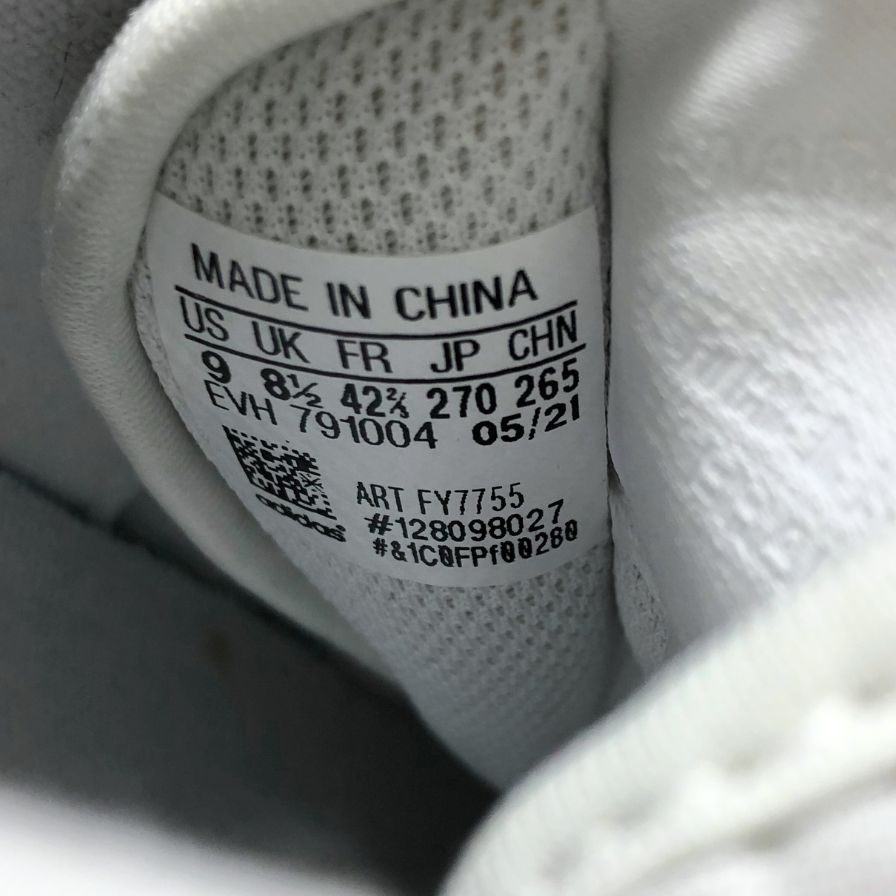 MADE IN CHINA
US UK FR JP CHN
9 8½ 42⅔ 270 265
EVH 791004 05/21
ART FY7755
adidas
#128098027
#&1C0FPf00280